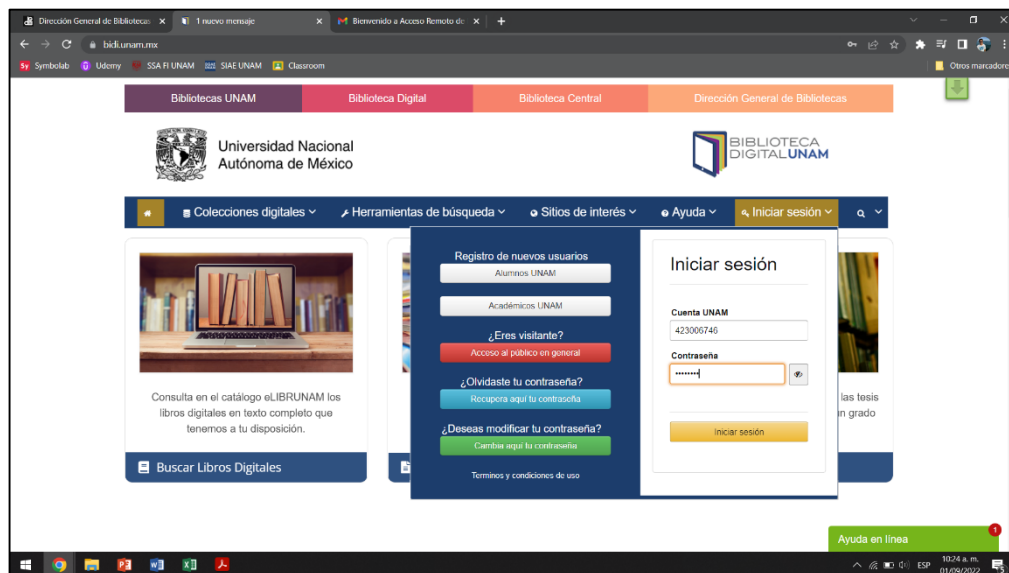 Dirección General de Bibliotecas
1 nuevo mensaje
Bienvenido a Acceso Remoto de
bidi.unam.mx
Symbolab
Udemy
SSA FI UNAM
SIAE UNAM
Classroom
Otros marcadore
Bibliotecas UNAM
Biblioteca Digital
Biblioteca Central
Dirección General de Bibliotecas
Universidad Nacional
Autónoma de México
BIBLIOTECA
DIGITALUNAM
Colecciones digitales
Herramientas de búsqueda
Sitios de interés
Ayuda
Iniciar sesión
Registro de nuevos usuarios
Alumnos UNAM
Académicos UNAM
¿Eres visitante?
Acceso al público en general
¿Olvidaste tu contraseña?
Recupera aquí tu contraseña
¿Deseas modificar tu contraseña?
Cambia aquí tu contraseña
Terminos y condiciones de uso
Iniciar sesión
Cuenta UNAM
423006746
Contraseña
••••••••
Iniciar sesión
Consulta en el catálogo eLIBRUNAM los
libros digitales en texto completo que
tenemos a tu disposición.
Buscar Libros Digitales
las tesis
n grado
Ayuda en línea
1
ESP
10:24 a. m.
01/09/2022
5